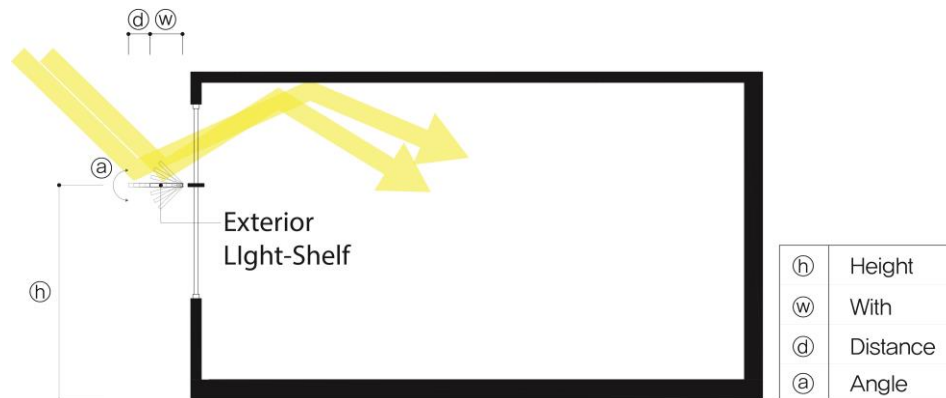 ⓓ ⓦ
ⓐ
Exterior
LIght-Shelf
ⓗ
ⓗ Height
ⓦ With
ⓓ Distance
ⓐ Angle